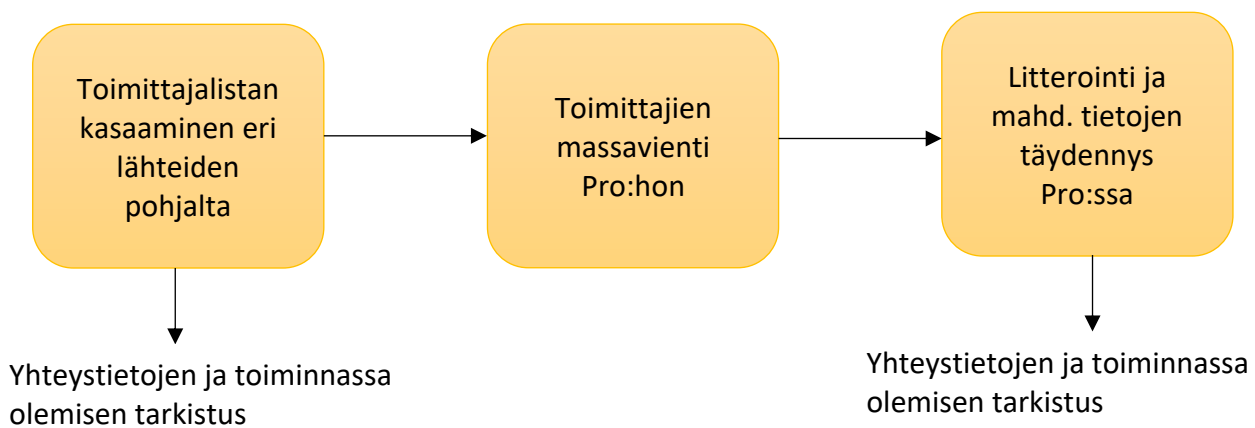 Toimittajalistan
kasaaminen eri
lähteiden
pohjalta
Toimittajien
massavienti
Pro:hon
Litterointi ja
mahd. tietojen
täydennys
Pro:ssa
Yhteystietojen ja toiminnassa
olemisen tarkistus
Yhteystietojen ja toiminnassa
olemisen tarkistus